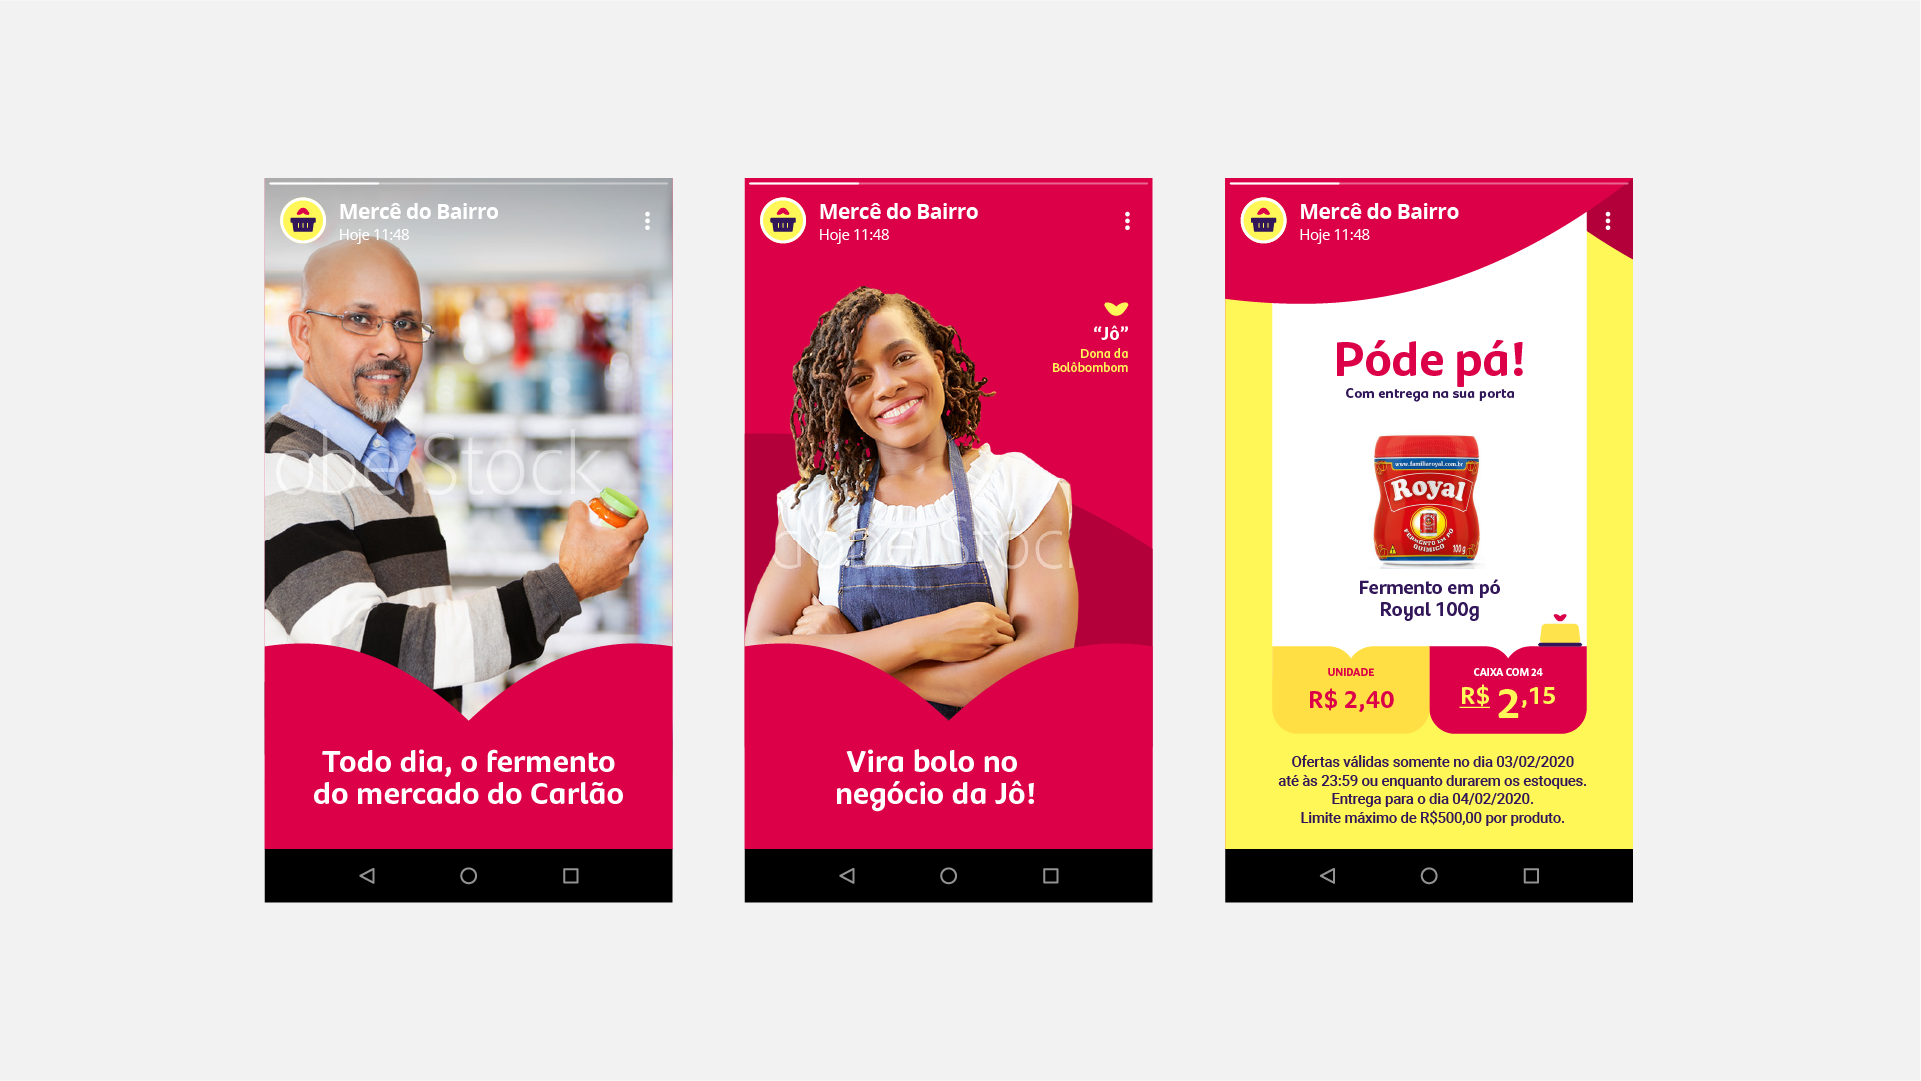 Mercê do Bairro
Hoje 11:48
obe Stock
Todo dia, o fermento
do mercado do Carlão
Mercê do Bairro
Hoje 11:48
“Jô”
Dona da
Bolôbombom
dobe Stoc
Vira bolo no
negócio da Jô!
Mercê do Bairro
Hoje 11:48
Póde pá!
Com entrega na sua porta
www.familiaroyal.com.br
Royal
FERMENTO EM PÓ
QUÍMICO
100 g
Fermento em pó
Royal 100g
UNIDADE
R$ 2,40
CAIXA COM 24
R$ 2,15
Ofertas válidas somente no dia 03/02/2020
até às 23:59 ou enquanto durarem os estoques.
Entrega para o dia 04/02/2020.
Limite máximo de R$500,00 por produto.